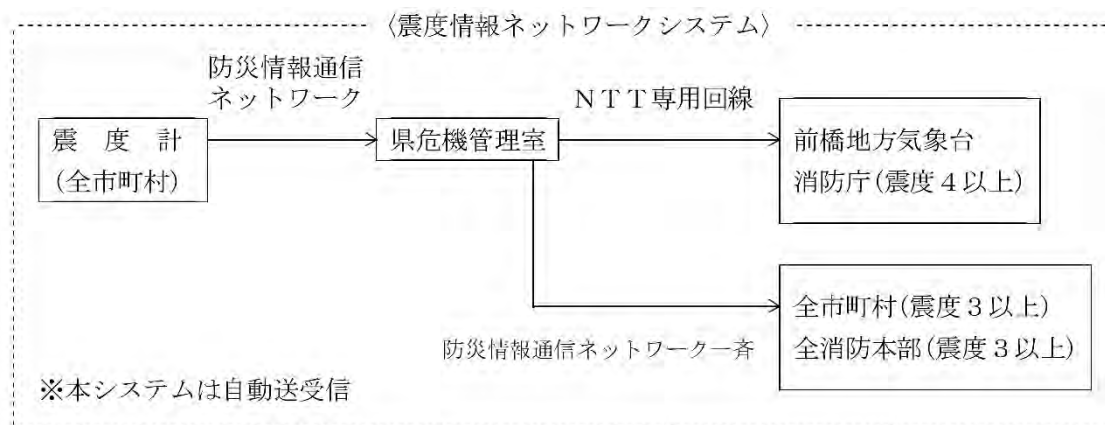 〈震度情報ネットワークシステム〉
防災情報通信
ネットワーク
ＮＴＴ専用回線
震　度　計
(全市町村)
県危機管理室
前橋地方気象台
消防庁(震度４以上)
全市町村(震度３以上)
全消防本部(震度３以上)
防災情報通信ネットワーク一斉
※本システムは自動送受信